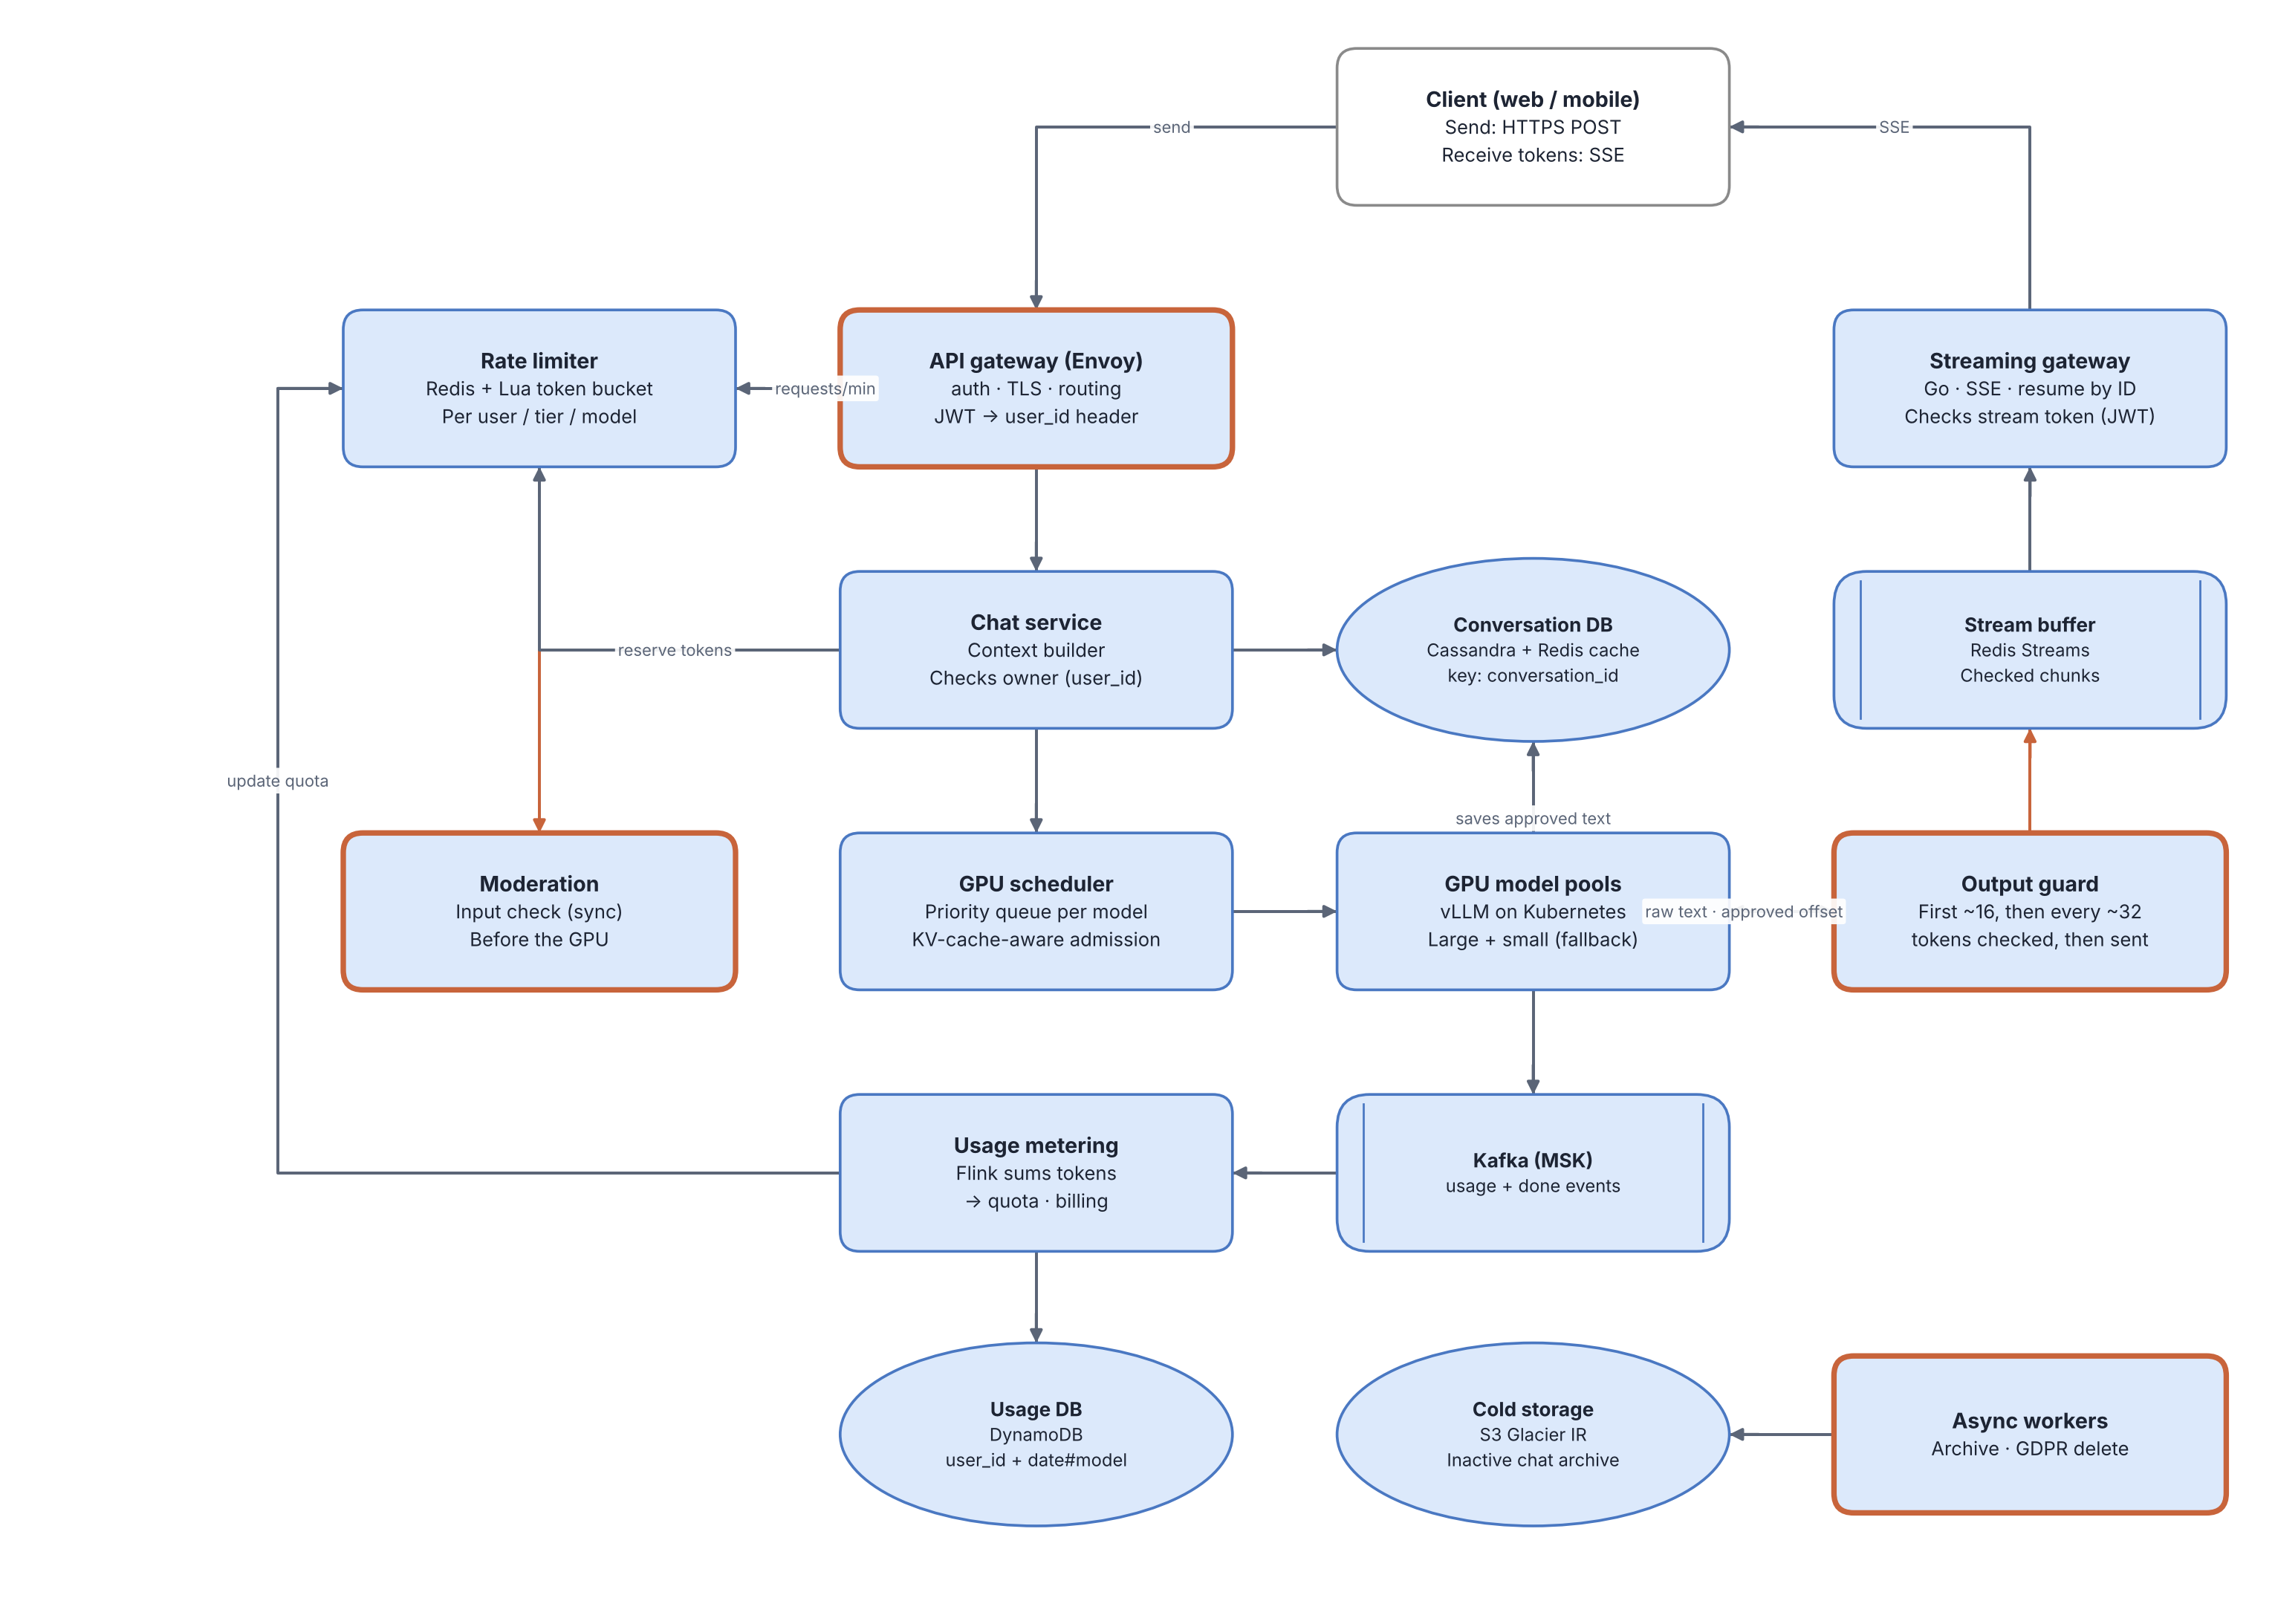 Client (web / mobile)
Send: HTTPS POST
Receive tokens: SSE
send
SSE
Rate limiter
Redis + Lua token bucket
Per user / tier / model
requests/min
API gateway (Envoy)
auth · TLS · routing
JWT → user_id header
Streaming gateway
Go · SSE · resume by ID
Checks stream token (JWT)
reserve tokens
Chat service
Context builder
Checks owner (user_id)
Conversation DB
Cassandra + Redis cache
key: conversation_id
Stream buffer
Redis Streams
Checked chunks
update quota
saves approved text
Moderation
Input check (sync)
Before the GPU
GPU scheduler
Priority queue per model
KV-cache-aware admission
GPU model pools
vLLM on Kubernetes
Large + small (fallback)
raw text · approved offset
Output guard
First ~16, then every ~32
tokens checked, then sent
Usage metering
Flink sums tokens
→ quota · billing
Kafka (MSK)
usage + done events
Usage DB
DynamoDB
user_id + date#model
Cold storage
S3 Glacier IR
Inactive chat archive
Async workers
Archive · GDPR delete